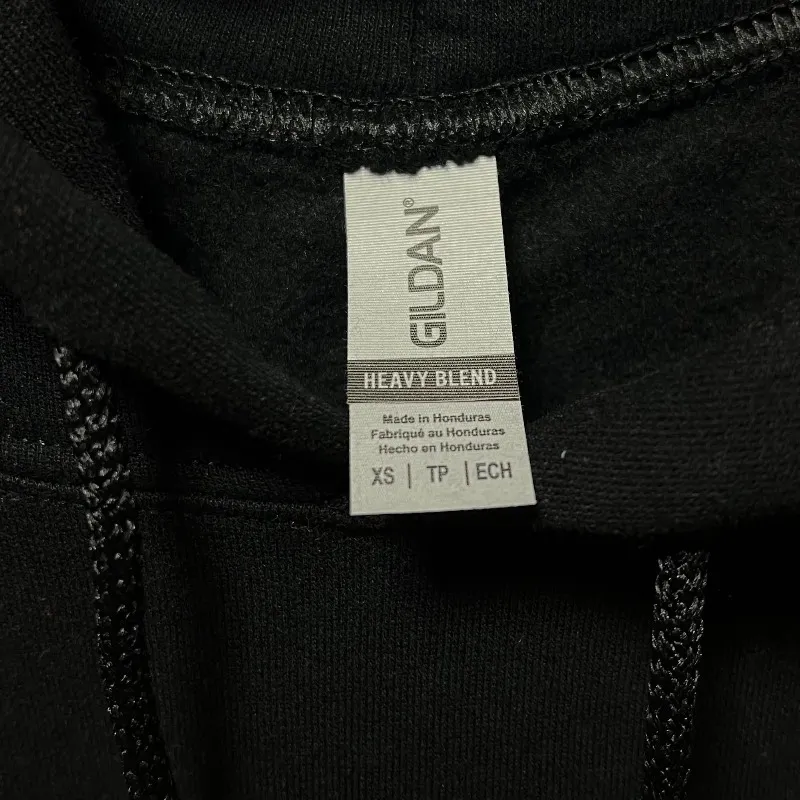 GILDAN®
HEAVY BLEND
Made in Honduras
Fabriqué au Honduras
Hecho en Honduras
XS | TP | ECH